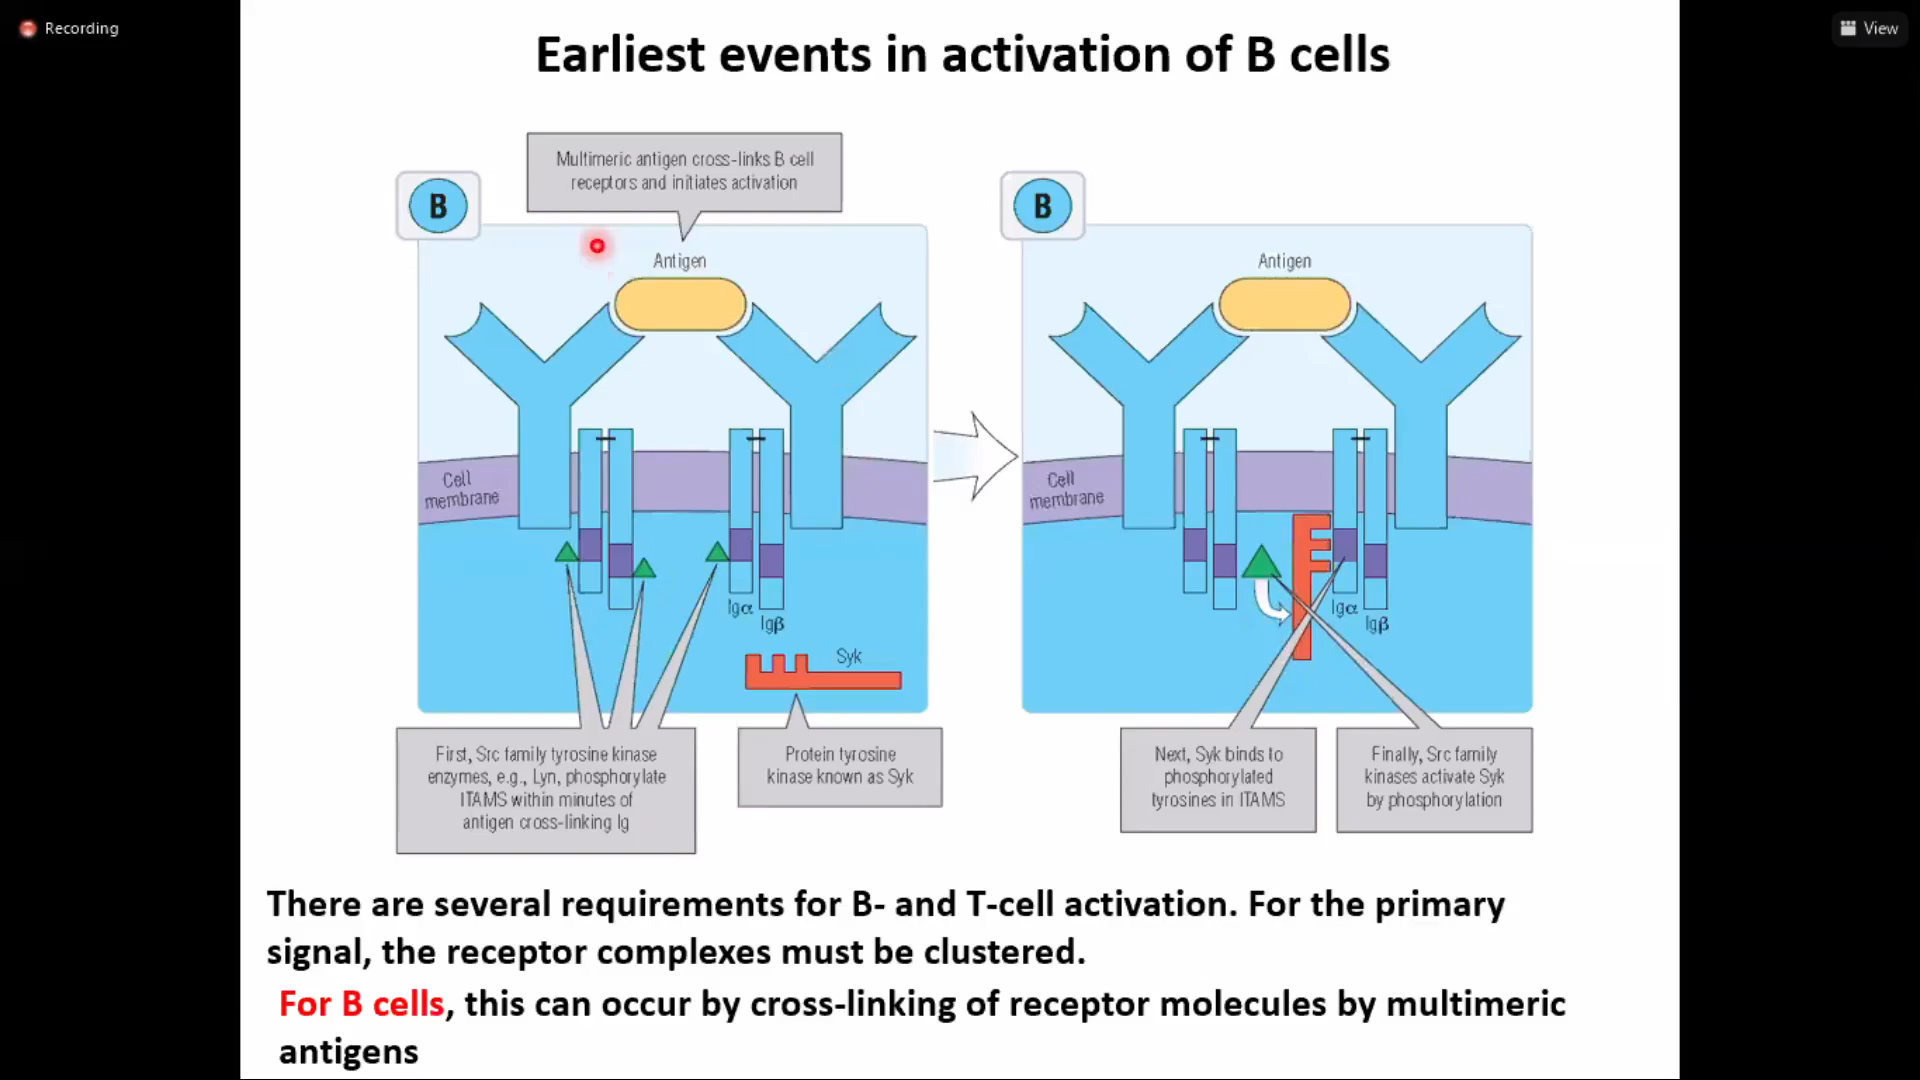 Recording
View
Earliest events in activation of B cells
Multimeric antigen cross-links B cell
receptors and initiates activation
B
Antigen
Cell
membrane
Igα
Igβ
Syk
First, Src family tyrosine kinase
enzymes, e.g., Lyn, phosphorylate
ITAMS within minutes of
antigen cross-linking Ig
Protein tyrosine
kinase known as Syk
B
Antigen
Cell
membrane
Igα
Igβ
Next, Syk binds to
phosphorylated
tyrosines in ITAMS
Finally, Src family
kinases activate Syk
by phosphorylation
There are several requirements for B- and T-cell activation. For the primary
signal, the receptor complexes must be clustered.
For B cells, this can occur by cross-linking of receptor molecules by multimeric
antigens